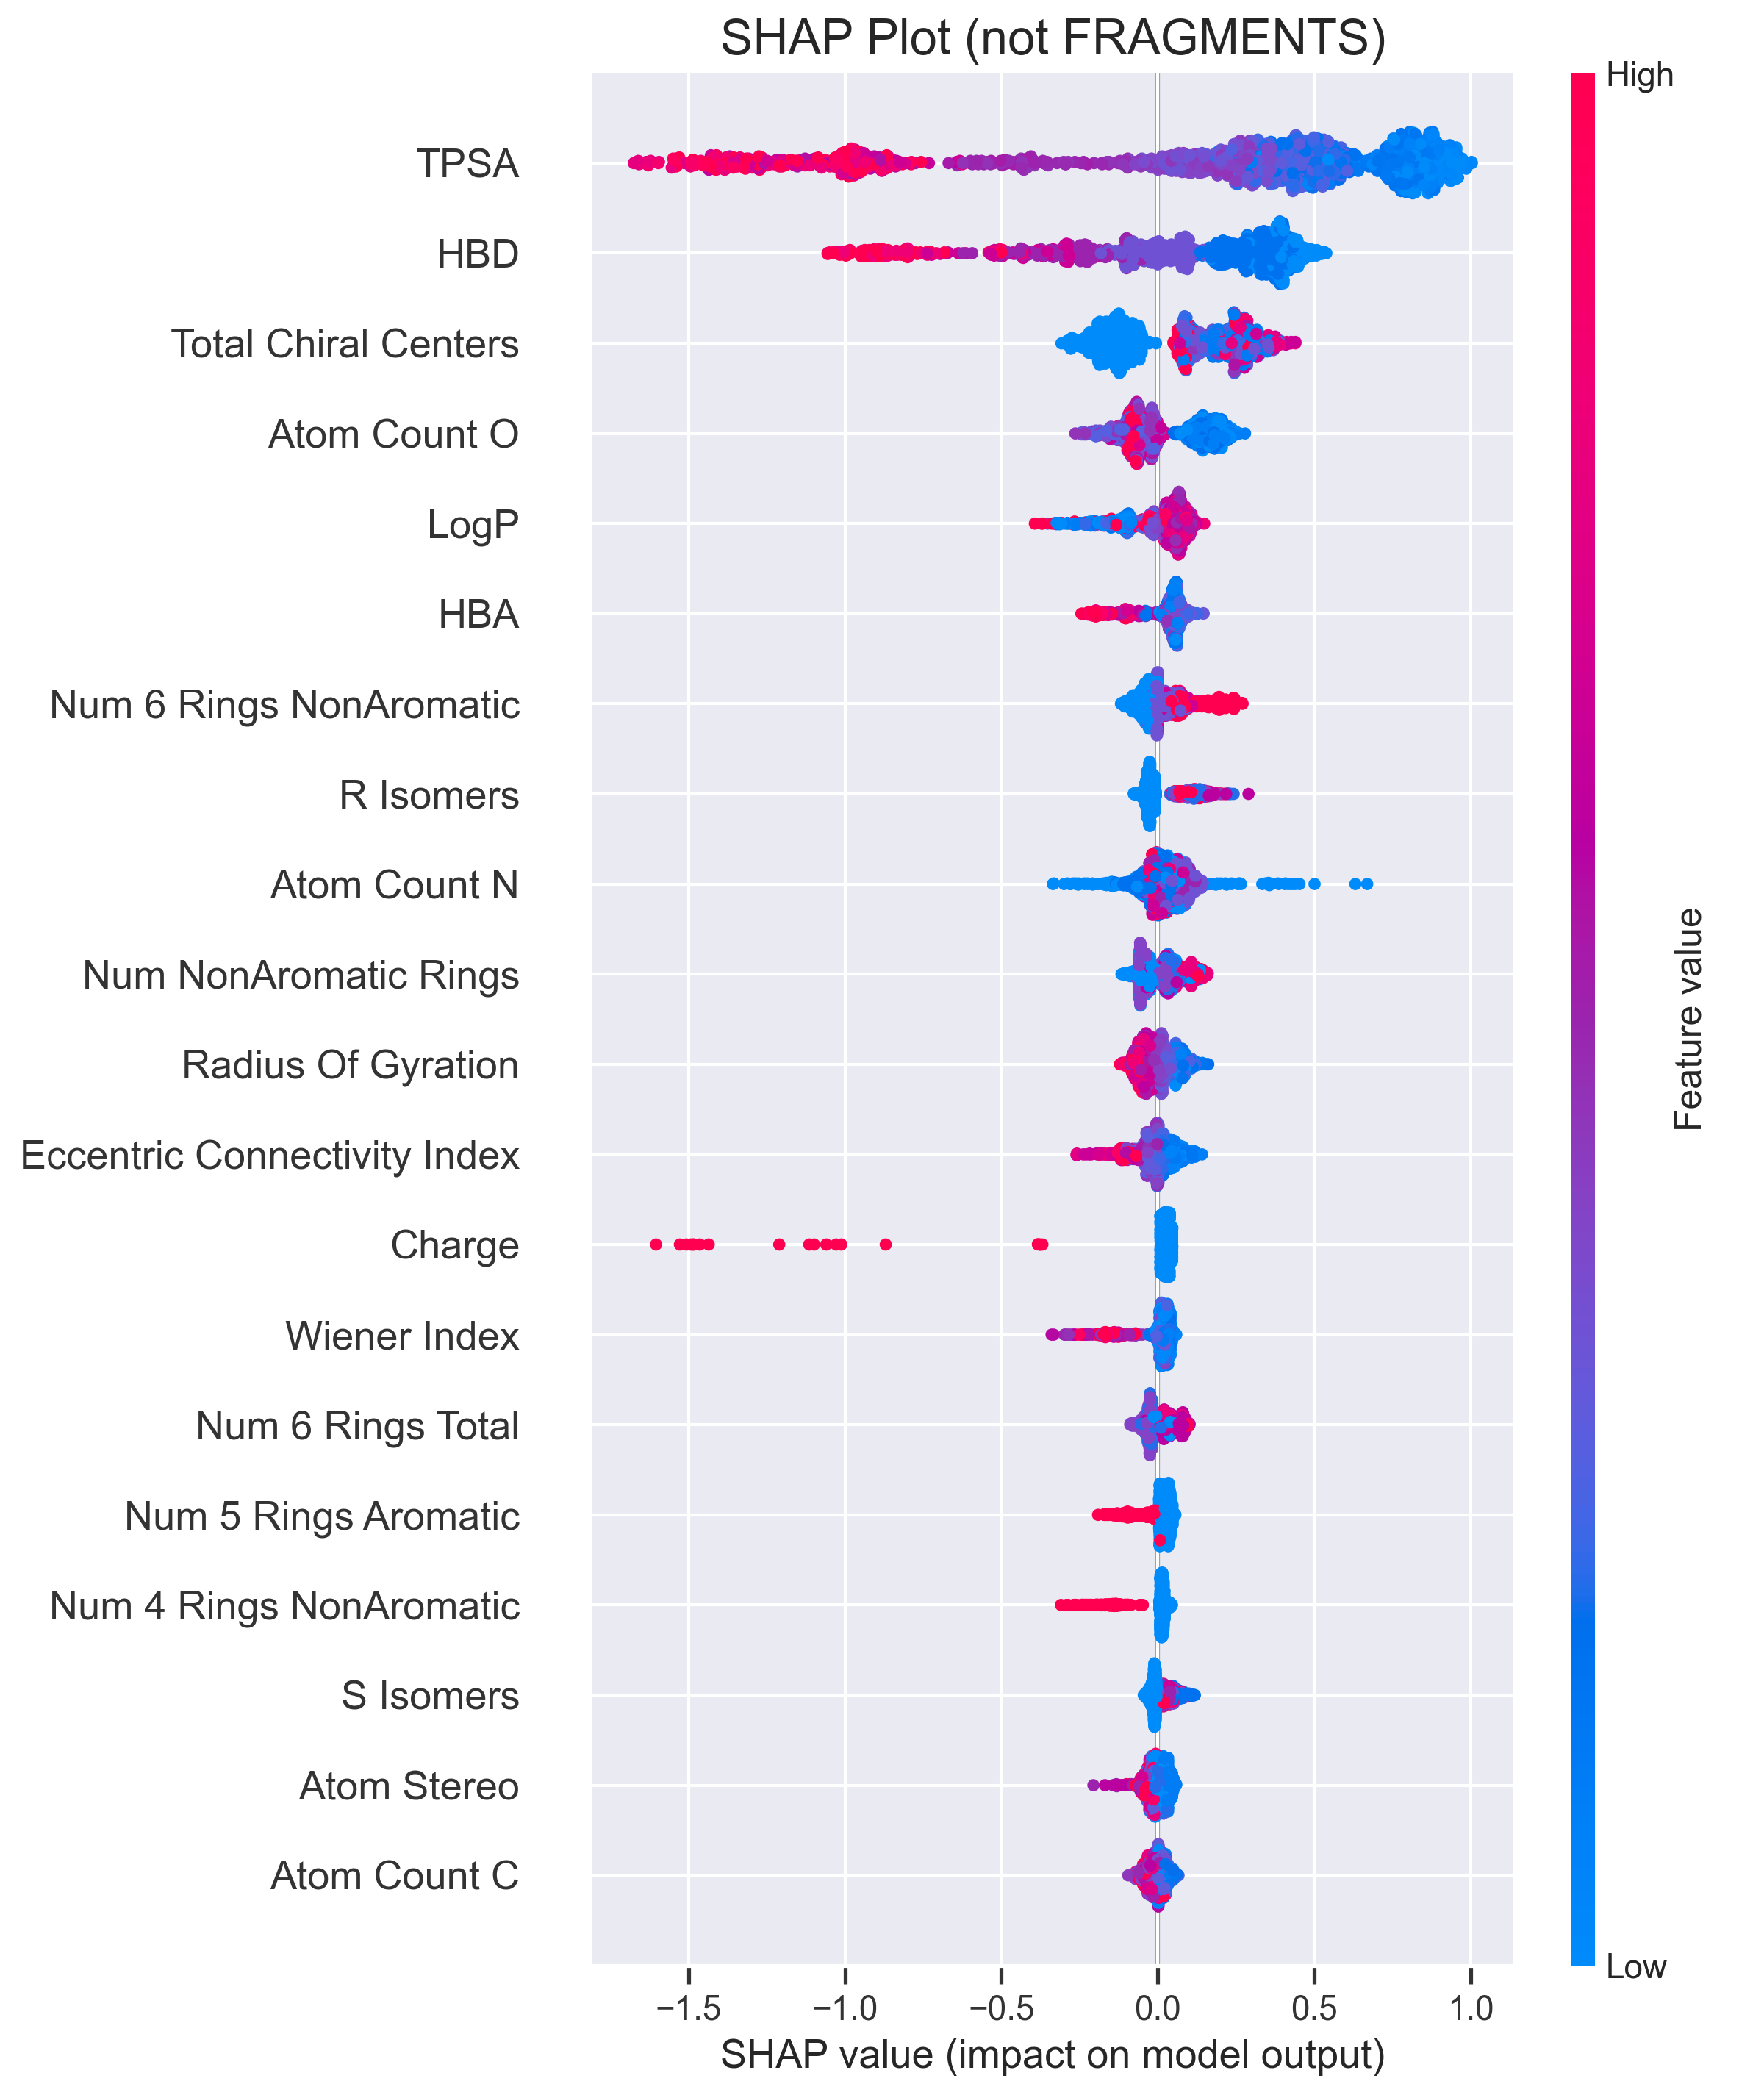 SHAP Plot (not FRAGMENTS)
High
TPSA
HBD
Total Chiral Centers
Atom Count O
LogP
HBA
Num 6 Rings NonAromatic
R Isomers
Atom Count N
Num NonAromatic Rings
Radius Of Gyration
Eccentric Connectivity Index
Charge
Wiener Index
Num 6 Rings Total
Num 5 Rings Aromatic
Num 4 Rings NonAromatic
S Isomers
Atom Stereo
Atom Count C
Feature value
Low
−1.5 −1.0 −0.5 0.0 0.5 1.0
SHAP value (impact on model output)